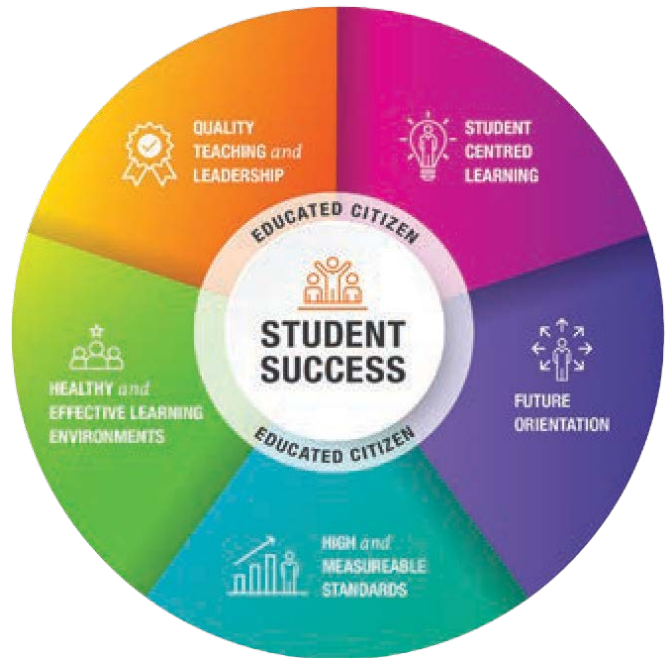 QUALITY
TEACHING and
LEADERSHIP
STUDENT
CENTRED
LEARNING
EDUCATED CITIZEN
STUDENT
SUCCESS
EDUCATED CITIZEN
HEALTHY and
EFFECTIVE LEARNING
ENVIRONMENTS
FUTURE
ORIENTATION
HIGH and
MEASUREABLE
STANDARDS